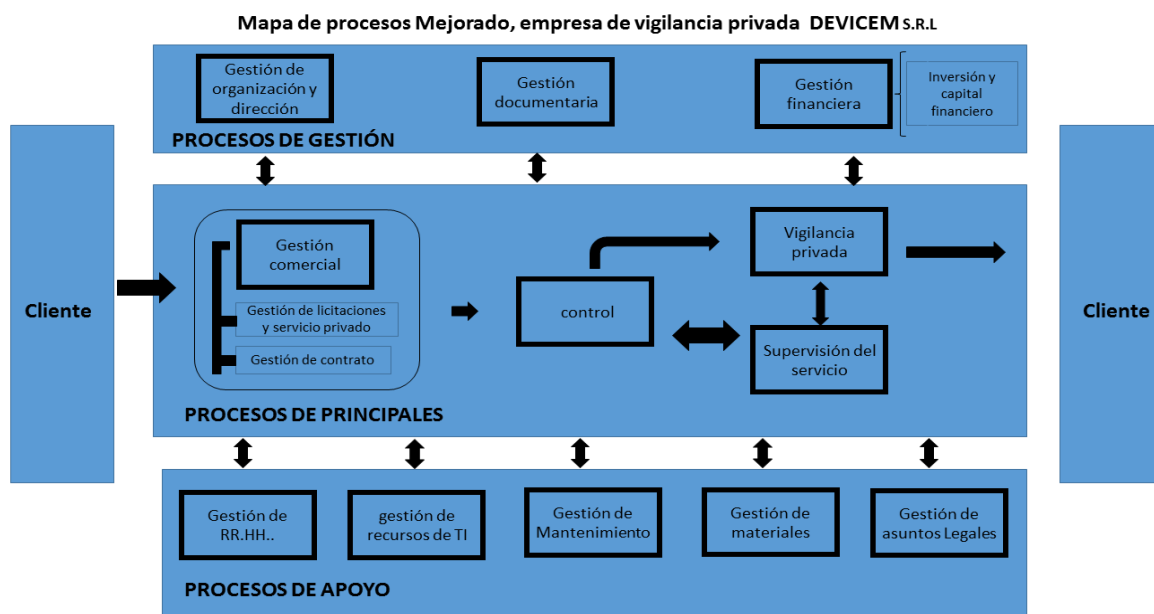 Mapa de procesos Mejorado, empresa de vigilancia privada DEVICEM S.R.L
Gestión de
organización y
dirección
Gestión
documentaria
Gestión
financiera
Inversión y
capital
financiero
PROCESOS DE GESTIÓN
Cliente
Gestión
comercial
Gestión de licitaciones
y servicio privado
Gestión de contrato
control
Vigilancia
privada
Supervisión del
servicio
PROCESOS DE PRINCIPALES
Cliente
Gestión de
RR.HH..
gestión de
recursos de TI
Gestión de
Mantenimiento
Gestión de
materiales
Gestión de
asuntos Legales
PROCESOS DE APOYO